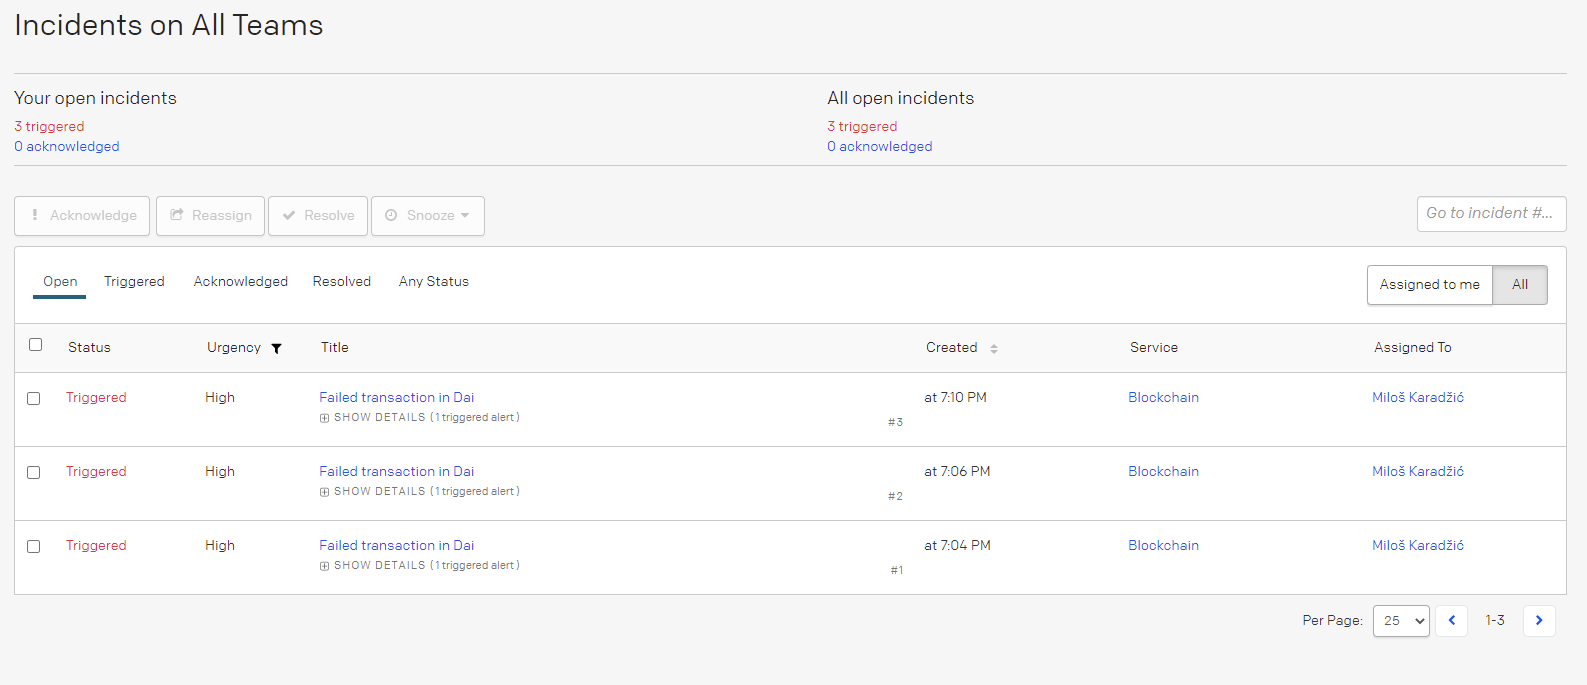 Incidents on All Teams
Your open incidents
3 triggered
0 acknowledged
All open incidents
3 triggered
0 acknowledged
Acknowledge Reassign Resolve Snooze
Go to incident #...
Open Triggered Acknowledged Resolved Any Status
Assigned to me All
Status Urgency Title Created Service Assigned To
Triggered High Failed transaction in Dai at 7:10 PM Blockchain Miloš Karadžić
SHOW DETAILS (1 triggered alert) #3
Triggered High Failed transaction in Dai at 7:06 PM Blockchain Miloš Karadžić
SHOW DETAILS (1 triggered alert) #2
Triggered High Failed transaction in Dai at 7:04 PM Blockchain Miloš Karadžić
SHOW DETAILS (1 triggered alert) #1
Per Page: 25 1-3